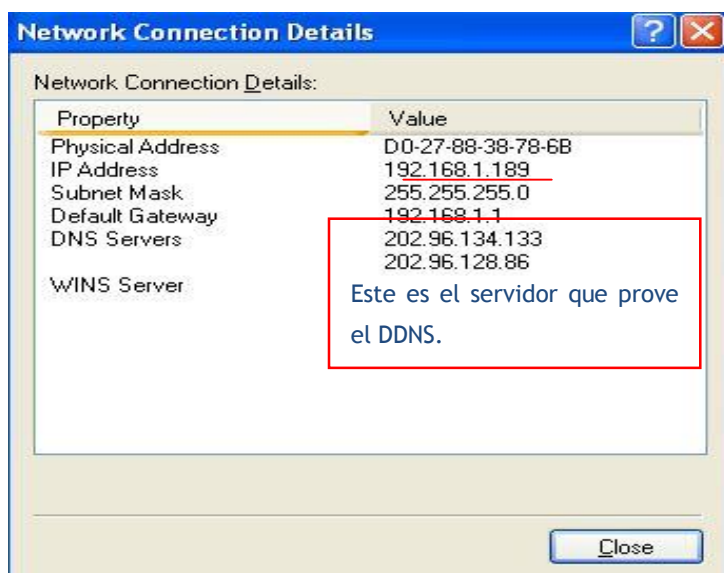 Network Connection Details
Network Connection Details:
Property Value
Physical Address D0-27-88-38-78-6B
IP Address 192.168.1.189
Subnet Mask 255.255.255.0
Default Gateway 192.168.1.1
DNS Servers 202.96.134.133
202.96.128.86
WINS Server
Este es el servidor que prove
el DDNS.
Close